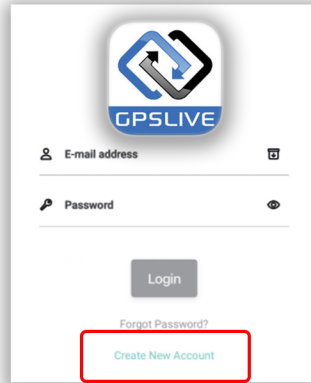 GPSLIVE
E-mail address
Password
Login
Forgot Password?
Create New Account